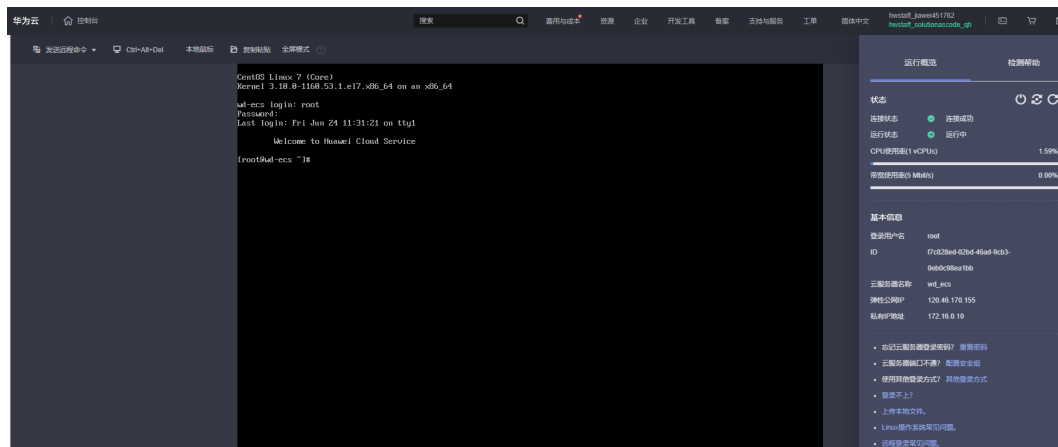 华为云
控制台
搜索
费用与成本
资源
企业
开发工具
备案
支持与服务
工单
简体中文
hwstaff_jiawei451762
hwstaff_solutionascode_qh
发送远程命令
Ctrl+Alt+Del
本地鼠标
复制粘贴
全屏模式
CentOS Linux 7 (Core)
Kernel 3.10.0-1160.53.1.el7.x86_64 on an x86_64
wd-ecs login: root
Password:
Last login: Fri Jun 24 11:31:21 on tty1
Welcome to Huawei Cloud Service
[root@wd-ecs ~]#
运行概览
检测帮助
状态
连接状态 连接成功
运行状态 运行中
CPU使用率(1 vCPUs) 1.59%
带宽使用率(5 Mbit/s) 0.00%
基本信息
登录用户名 root
ID f7c828ed-02bd-46ad-9cb3-
0eb0c98ea1bb
云服务器名称 wd_ecs
弹性公网IP 120.46.170.155
私有IP地址 172.16.0.10
忘记云服务器登录密码? 重置密码
云服务器端口不通? 配置安全组
使用其他登录方式? 其他登录方式
登录不上?
上传本地文件。
Linux操作系统常见问题。
远程登录常见问题。